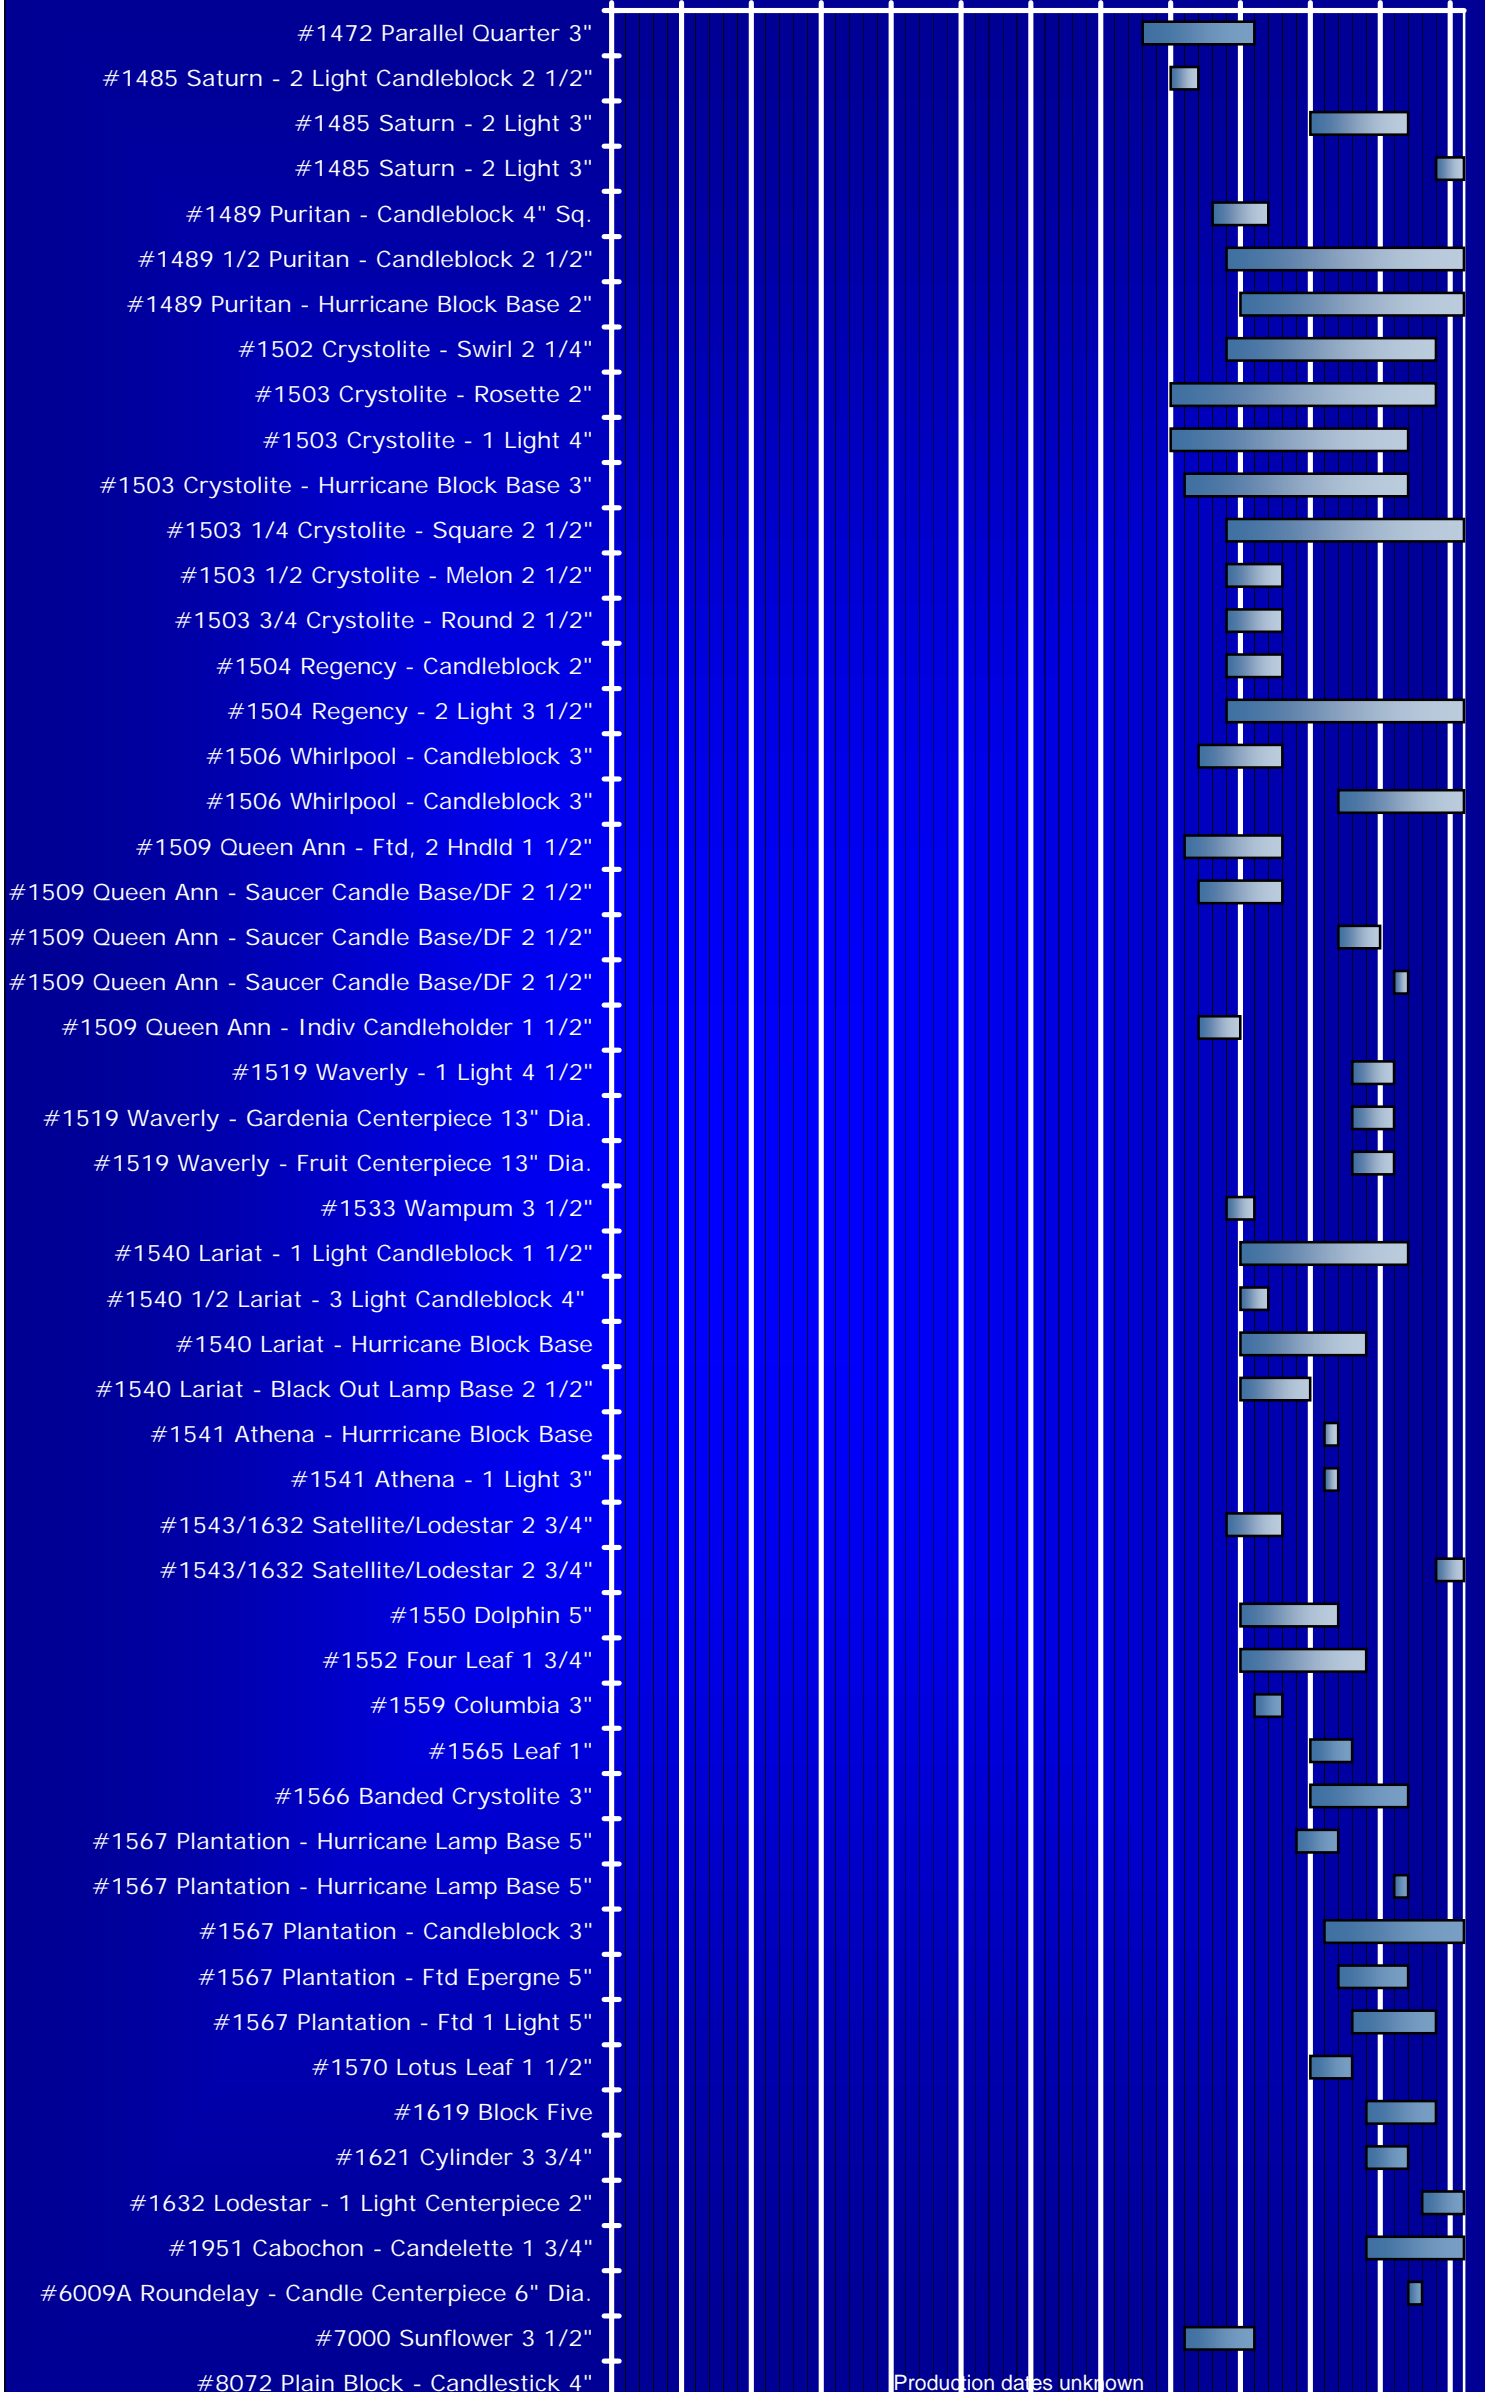 #1472 Parallel Quarter 3"
#1485 Saturn - 2 Light Candleblock 2 1/2"
#1485 Saturn - 2 Light 3"
#1485 Saturn - 2 Light 3"
#1489 Puritan - Candleblock 4" Sq.
#1489 1/2 Puritan - Candleblock 2 1/2"
#1489 Puritan - Hurricane Block Base 2"
#1502 Crystolite - Swirl 2 1/4"
#1503 Crystolite - Rosette 2"
#1503 Crystolite - 1 Light 4"
#1503 Crystolite - Hurricane Block Base 3"
#1503 1/4 Crystolite - Square 2 1/2"
#1503 1/2 Crystolite - Melon 2 1/2"
#1503 3/4 Crystolite - Round 2 1/2"
#1504 Regency - Candleblock 2"
#1504 Regency - 2 Light 3 1/2"
#1506 Whirlpool - Candleblock 3"
#1506 Whirlpool - Candleblock 3"
#1509 Queen Ann - Ftd, 2 Hndld 1 1/2"
#1509 Queen Ann - Saucer Candle Base/DF 2 1/2"
#1509 Queen Ann - Saucer Candle Base/DF 2 1/2"
#1509 Queen Ann - Saucer Candle Base/DF 2 1/2"
#1509 Queen Ann - Indiv Candleholder 1 1/2"
#1519 Waverly - 1 Light 4 1/2"
#1519 Waverly - Gardenia Centerpiece 13" Dia.
#1519 Waverly - Fruit Centerpiece 13" Dia.
#1533 Wampum 3 1/2"
#1540 Lariat - 1 Light Candleblock 1 1/2"
#1540 1/2 Lariat - 3 Light Candleblock 4"
#1540 Lariat - Hurricane Block Base
#1540 Lariat - Black Out Lamp Base 2 1/2"
#1541 Athena - Hurrricane Block Base
#1541 Athena - 1 Light 3"
#1543/1632 Satellite/Lodestar 2 3/4"
#1543/1632 Satellite/Lodestar 2 3/4"
#1550 Dolphin 5"
#1552 Four Leaf 1 3/4"
#1559 Columbia 3"
#1565 Leaf 1"
#1566 Banded Crystolite 3"
#1567 Plantation - Hurricane Lamp Base 5"
#1567 Plantation - Hurricane Lamp Base 5"
#1567 Plantation - Candleblock 3"
#1567 Plantation - Ftd Epergne 5"
#1567 Plantation - Ftd 1 Light 5"
#1570 Lotus Leaf 1 1/2"
#1619 Block Five
#1621 Cylinder 3 3/4"
#1632 Lodestar - 1 Light Centerpiece 2"
#1951 Cabochon - Candelette 1 3/4"
#6009A Roundelay - Candle Centerpiece 6" Dia.
#7000 Sunflower 3 1/2"
#8072 Plain Block - Candlestick 4" Production dates unknown